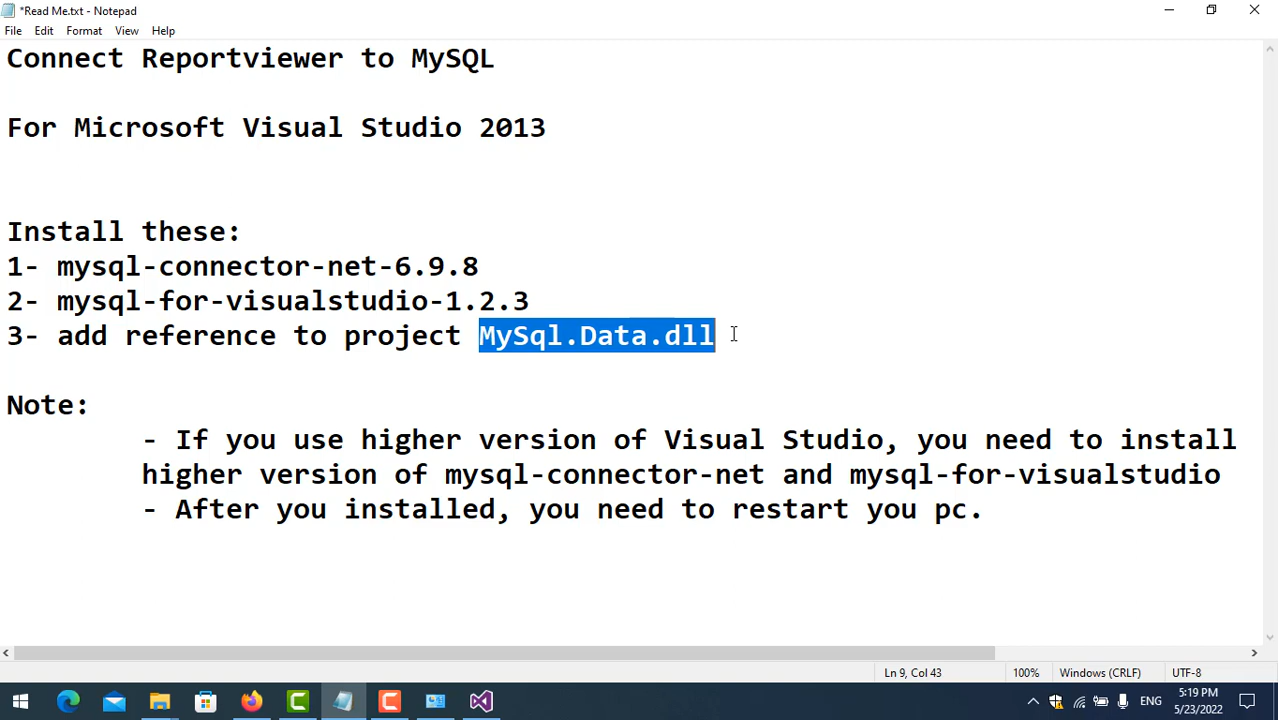 *Read Me.txt - Notepad
File Edit Format View Help
Connect Reportviewer to MySQL
For Microsoft Visual Studio 2013
Install these:
1- mysql-connector-net-6.9.8
2- mysql-for-visualstudio-1.2.3
3- add reference to project MySql.Data.dll
Note:
- If you use higher version of Visual Studio, you need to install
higher version of mysql-connector-net and mysql-for-visualstudio
- After you installed, you need to restart you pc.
Ln 9, Col 43 100% Windows (CRLF) UTF-8
ENG
5:19 PM
5/23/2022